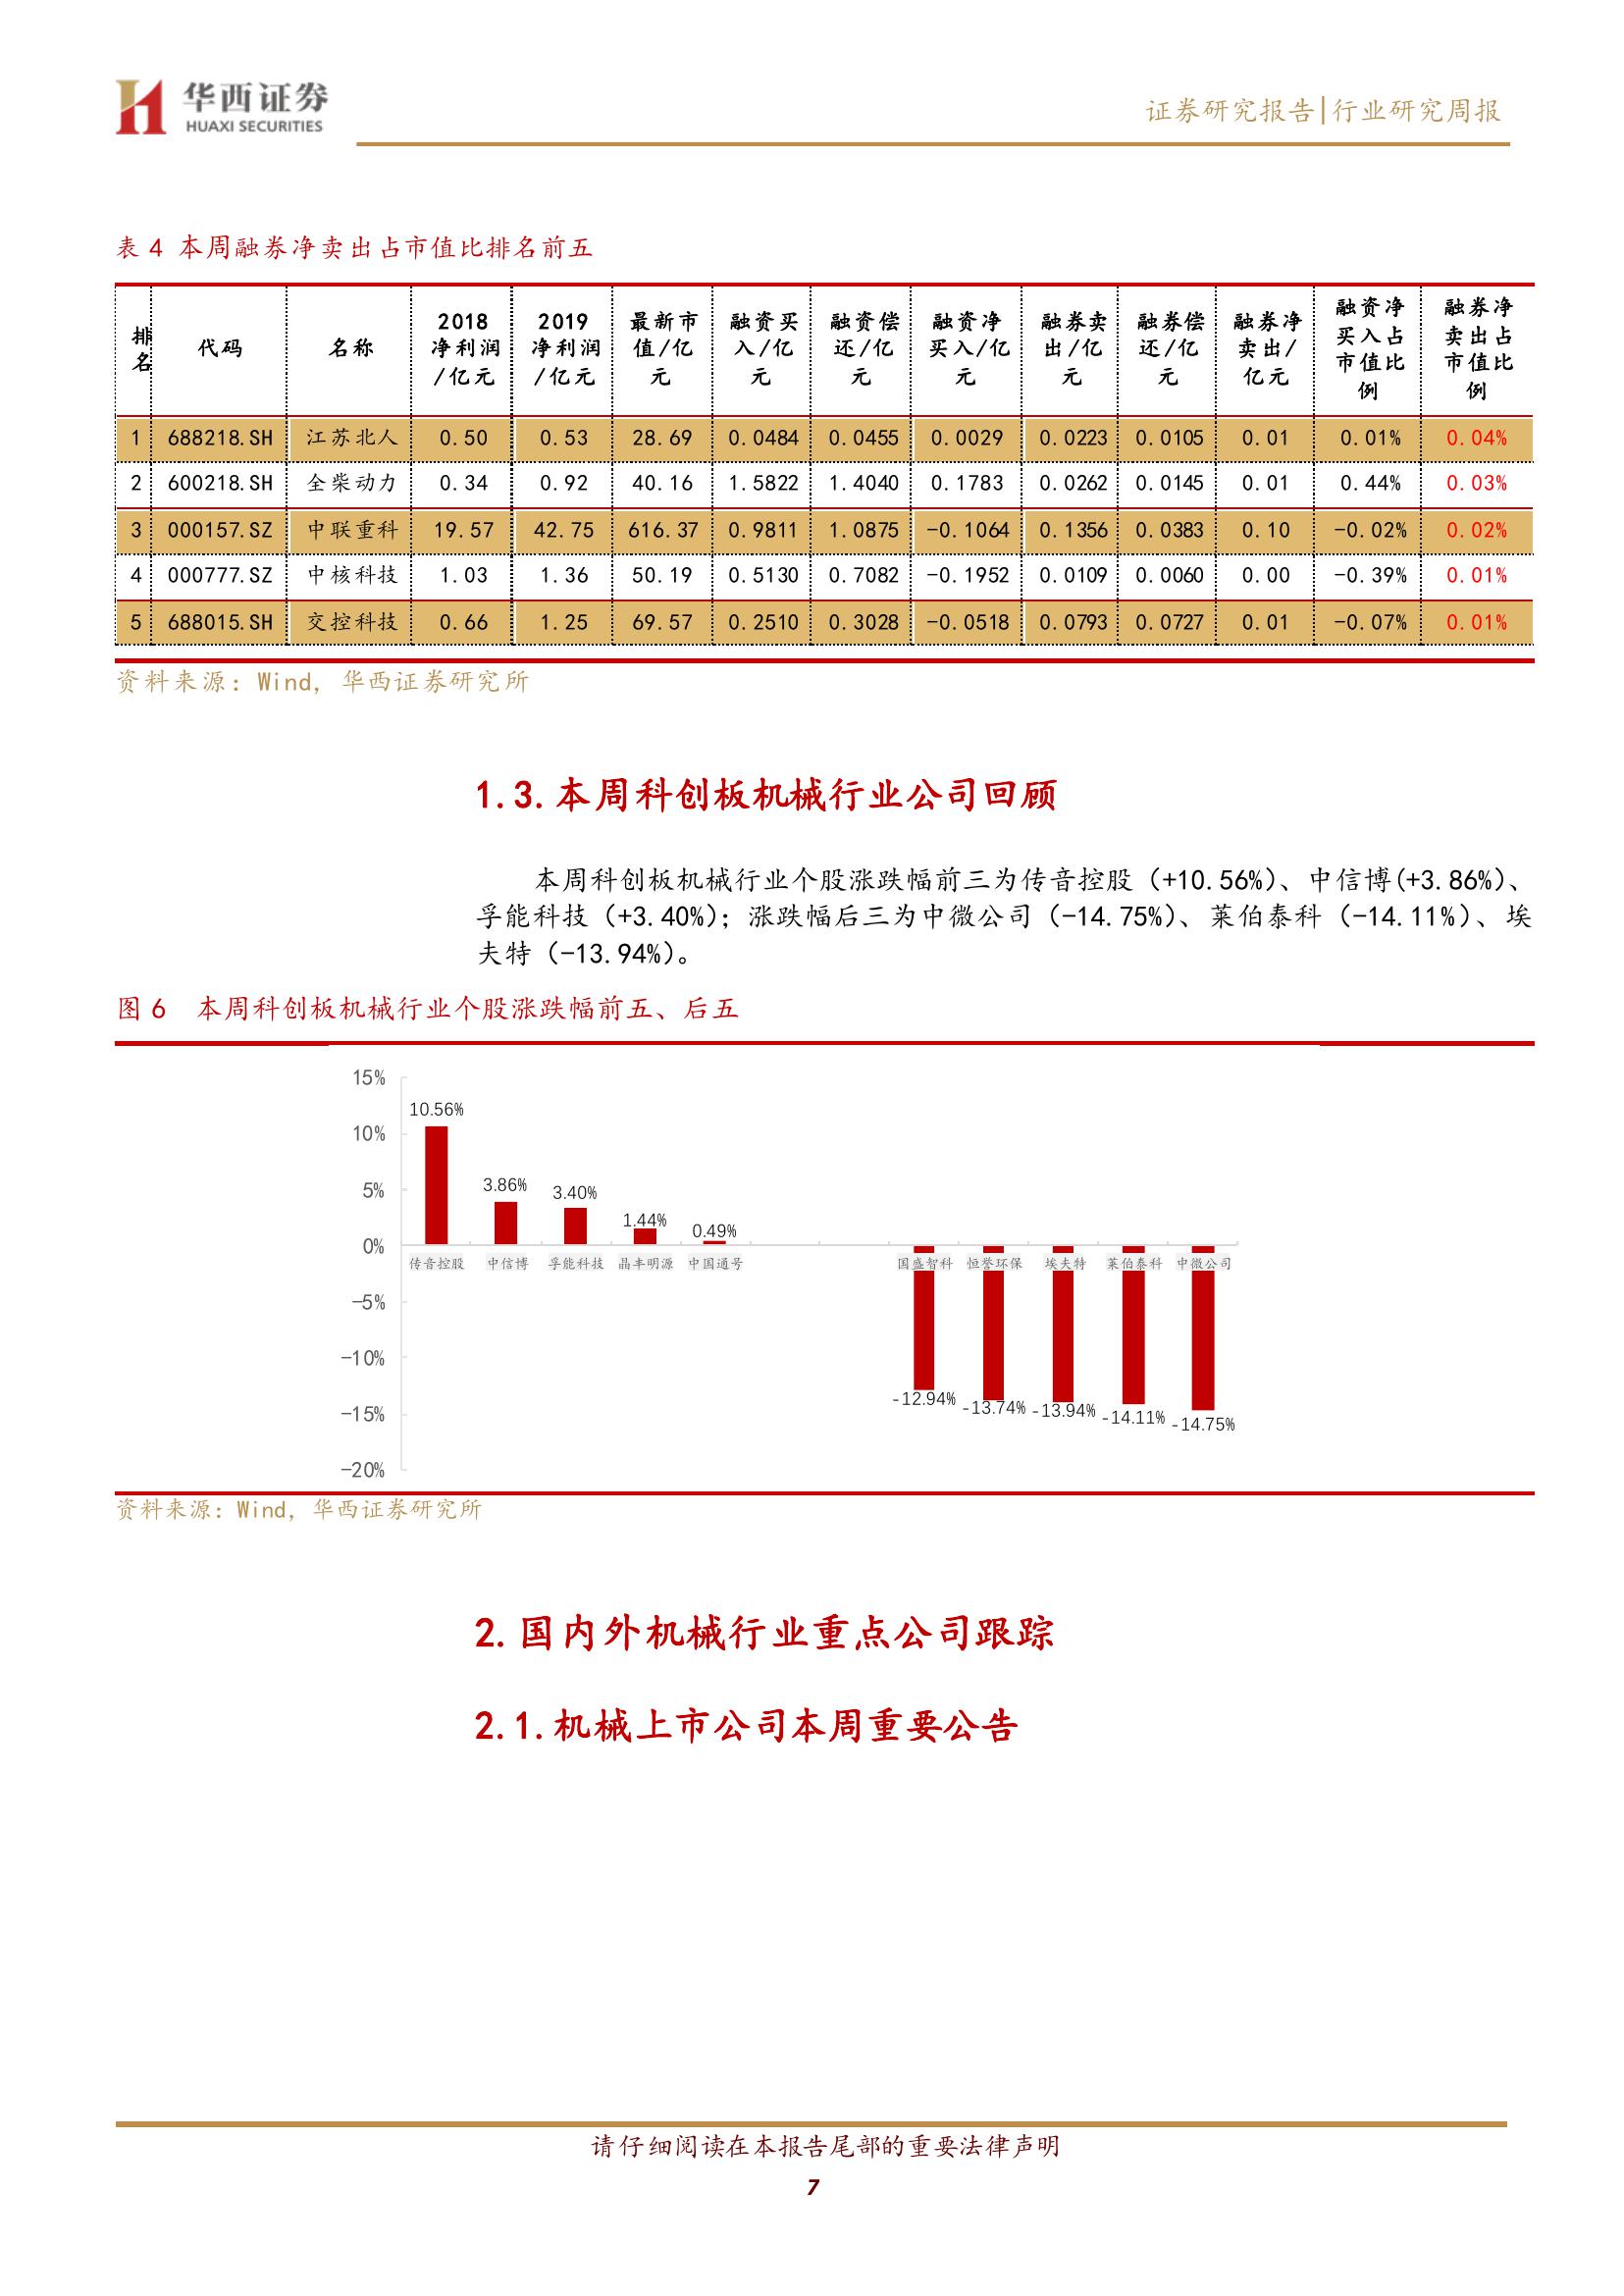 华西证券
HUAXI SECURITIES
证券研究报告|行业研究周报
表 4 本周融券净卖出占市值比排名前五
排名 代码 名称 2018净利润/亿元 2019净利润/亿元 最新市值/亿元 融资买入/亿元 融资偿还/亿元 融资净买入/亿元 融券卖出/亿元 融券偿还/亿元 融券净卖出/亿元 融资净买入占市值比例 融券净卖出占市值比例
1 688218.SH 江苏北人 0.50 0.53 28.69 0.0484 0.0455 0.0029 0.0223 0.0105 0.01 0.01% 0.04%
2 600218.SH 全柴动力 0.34 0.92 40.16 1.5822 1.4040 0.1783 0.0262 0.0145 0.01 0.44% 0.03%
3 000157.SZ 中联重科 19.57 42.75 616.37 0.9811 1.0875 -0.1064 0.1356 0.0383 0.10 -0.02% 0.02%
4 000777.SZ 中核科技 1.03 1.36 50.19 0.5130 0.7082 -0.1952 0.0109 0.0060 0.00 -0.39% 0.01%
5 688015.SH 交控科技 0.66 1.25 69.57 0.2510 0.3028 -0.0518 0.0793 0.0727 0.01 -0.07% 0.01%
资料来源：Wind，华西证券研究所
1.3.本周科创板机械行业公司回顾
本周科创板机械行业个股涨跌幅前三为传音控股（+10.56%）、中信博(+3.86%)、
孚能科技（+3.40%）；涨跌幅后三为中微公司（-14.75%）、莱伯泰科（-14.11%）、埃
夫特（-13.94%）。
图 6 本周科创板机械行业个股涨跌幅前五、后五
15%
10%
5%
0%
-5%
-10%
-15%
-20%
10.56% 3.86% 3.40% 1.44% 0.49%
传音控股 中信博 孚能科技 晶丰明源 中国通号 国盛智科 恒誉环保 埃夫特 莱伯泰科 中微公司
-12.94% -13.74% -13.94% -14.11% -14.75%
资料来源：Wind，华西证券研究所
2.国内外机械行业重点公司跟踪
2.1.机械上市公司本周重要公告
请仔细阅读在本报告尾部的重要法律声明
7